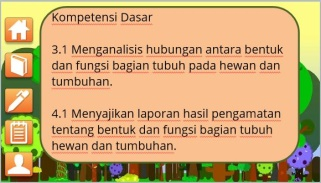 Kompetensi Dasar
3.1 Menganalisis hubungan antara bentuk
dan fungsi bagian tubuh pada hewan dan
tumbuhan.
4.1 Menyajikan laporan hasil pengamatan
tentang bentuk dan fungsi bagian tubuh
hewan dan tumbuhan.